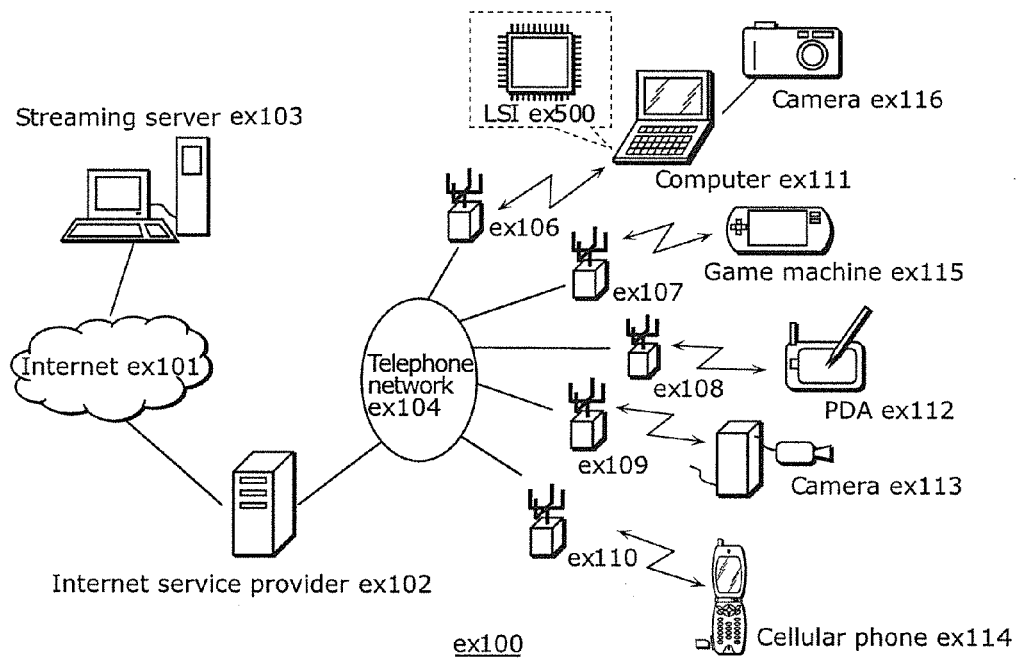 LSI ex500
Camera ex116
Streaming server ex103
Computer ex111
ex106
Game machine ex115
ex107
Internet ex101
Telephone
network
ex104
ex108
PDA ex112
ex109
Camera ex113
ex110
Internet service provider ex102
Cellular phone ex114
ex100